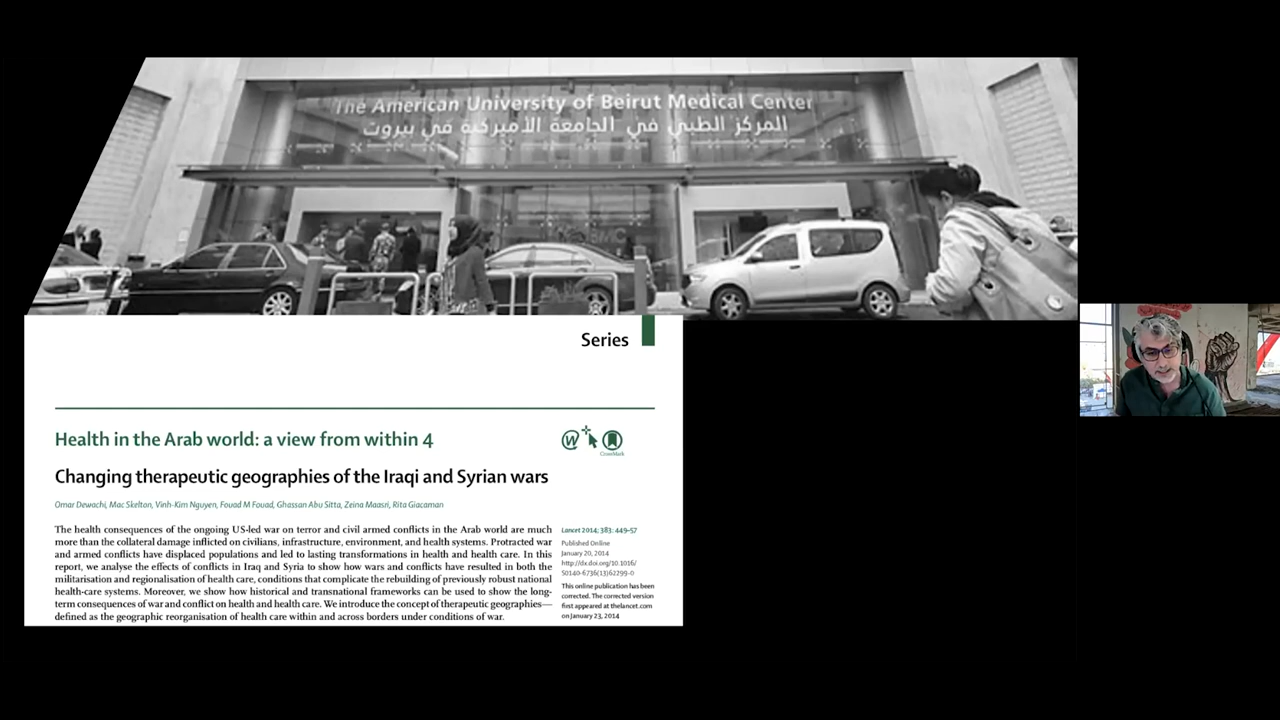 The American University of Beirut Medical Center
المركز الطبي في الجامعة الأميركية في بيروت
Series
Health in the Arab world: a view from within 4
CrossMark
Changing therapeutic geographies of the Iraqi and Syrian wars
Omar Dewachi, Mac Skelton, Vinh-Kim Nguyen, Fouad M Fouad, Ghassan Abu Sitta, Zeina Maasri, Rita Giacaman
The health consequences of the ongoing US-led war on terror and civil armed conflicts in the Arab world are much
more than the collateral damage inflicted on civilians, infrastructure, environment, and health systems. Protracted war
and armed conflicts have displaced populations and led to lasting transformations in health and health care. In this
report, we analyse the effects of conflicts in Iraq and Syria to show how wars and conflicts have resulted in both the
militarisation and regionalisation of health care, conditions that complicate the rebuilding of previously robust national
health-care systems. Moreover, we show how historical and transnational frameworks can be used to show the long-
term consequences of war and conflict on health and health care. We introduce the concept of therapeutic geographies—
defined as the geographic reorganisation of health care within and across borders under conditions of war.
Lancet 2014; 383: 449–57
Published Online
January 20, 2014
http://dx.doi.org/10.1016/
S0140-6736(13)62299-0
This online publication has been
corrected. The corrected version
first appeared at thelancet.com
on January 23, 2014